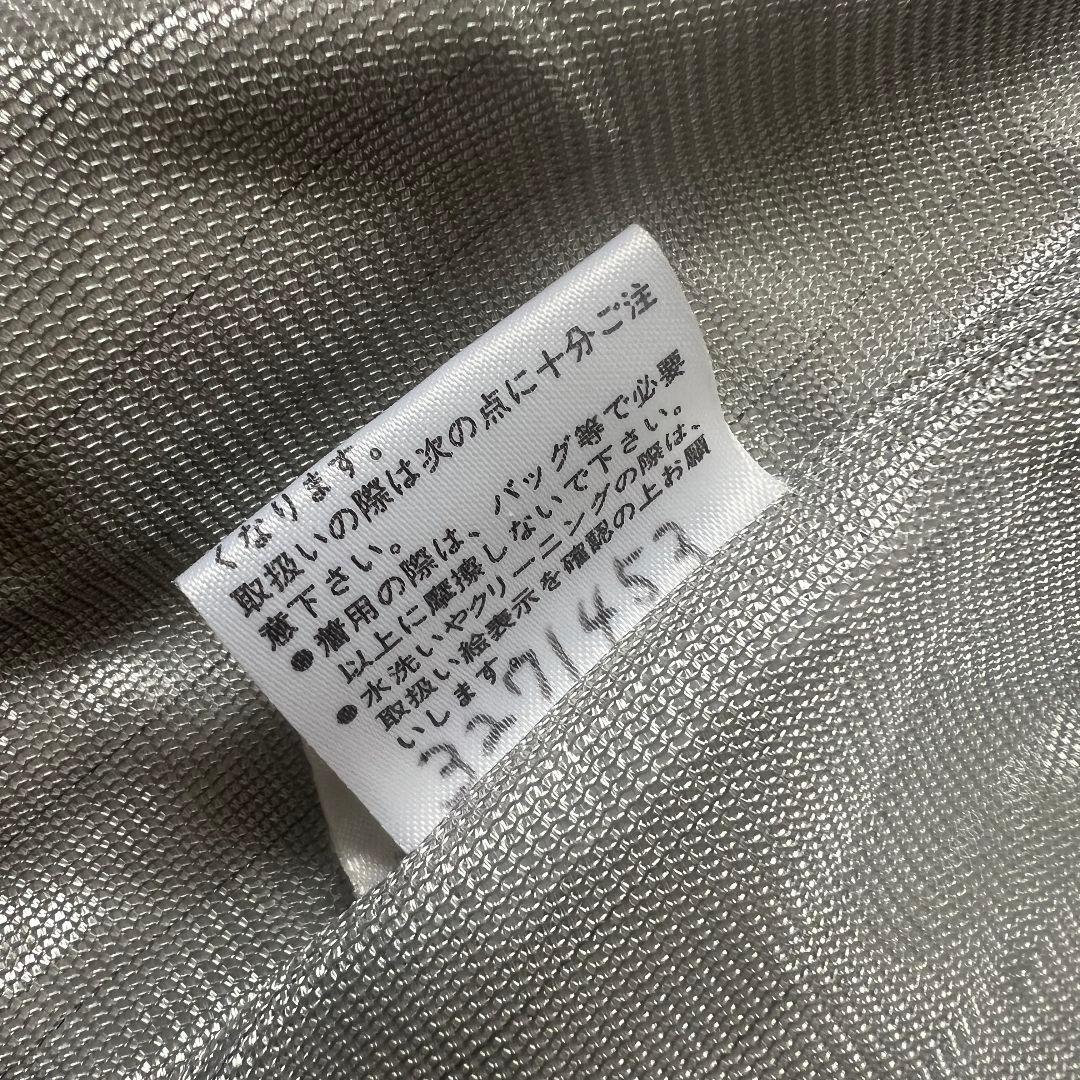 くなります。
取扱いの際は次の点に十分ご注
意下さい。
●着用の際は、バッグ等で必要
以上に摩擦しないで下さい。
●水洗いやクリーニングの際は、
取扱い絵表示を確認の上お願
いします。
32-71453